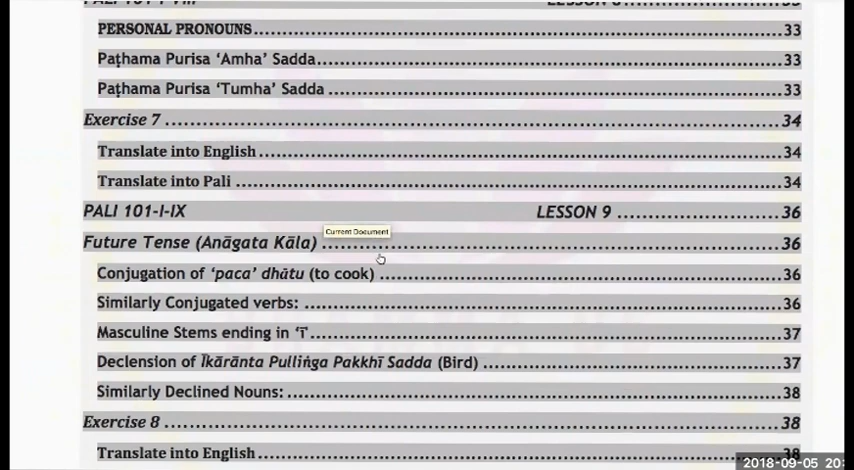 PERSONAL PRONOUNS ... 33
Paṭhama Purisa ‘Amha’ Sadda ... 33
Paṭhama Purisa ‘Tumha’ Sadda ... 33
Exercise 7 ... 34
Translate into English ... 34
Translate into Pali ... 34
PALI 101-I-IX LESSON 9 ... 36
Current Document
Future Tense (Anāgata Kāla) ... 36
Conjugation of ‘paca’ dhātu (to cook) ... 36
Similarly Conjugated verbs: ... 36
Masculine Stems ending in ‘ī’ ... 37
Declension of Īkāranta Pulliṅga Pakkhī Sadda (Bird) ... 37
Similarly Declined Nouns: ... 38
Exercise 8 ... 38
Translate into English ... 38
2018-09-05 20: